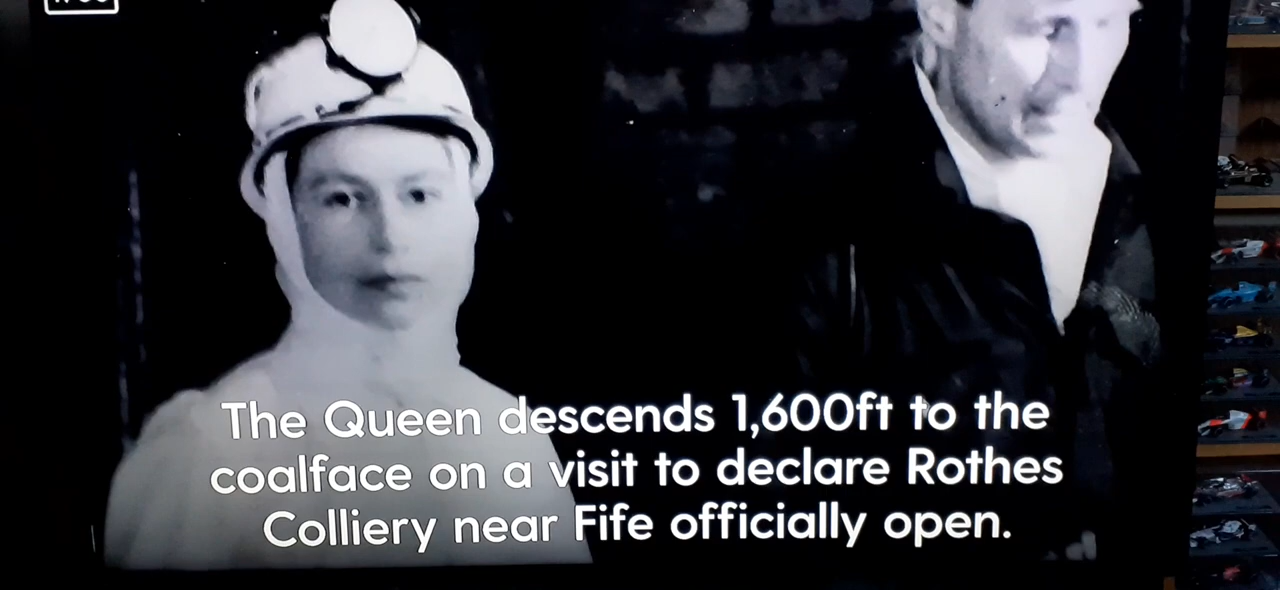 The Queen descends 1,600ft to the
coalface on a visit to declare Rothes
Colliery near Fife officially open.